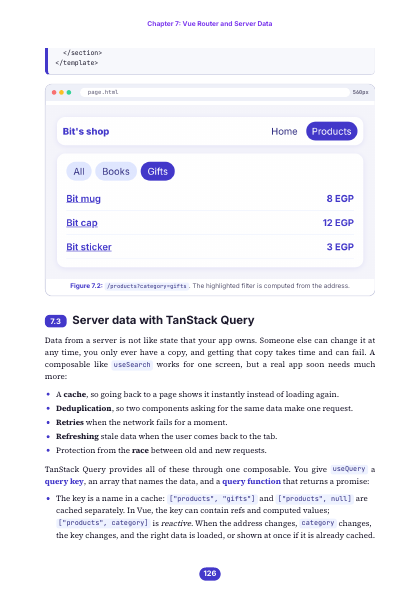 Chapter 7: Vue Router and Server Data
</section>
</template>
page.html
560px
Bit's shop
Home
Products
All
Books
Gifts
Bit mug
8 EGP
Bit cap
12 EGP
Bit sticker
3 EGP
Figure 7.2: /products?category=gifts. The highlighted filter is computed from the address.
7.3 Server data with TanStack Query
Data from a server is not like state that your app owns. Someone else can change it at
any time, you only ever have a copy, and getting that copy takes time and can fail. A
composable like useSearch works for one screen, but a real app soon needs much
more:
• A cache, so going back to a page shows it instantly instead of loading again.
• Deduplication, so two components asking for the same data make one request.
• Retries when the network fails for a moment.
• Refreshing stale data when the user comes back to the tab.
• Protection from the race between old and new requests.
TanStack Query provides all of these through one composable. You give useQuery a
query key, an array that names the data, and a query function that returns a promise:
• The key is a name in a cache: ["products", "gifts"] and ["products", null] are
cached separately. In Vue, the key can contain refs and computed values;
["products", category] is reactive. When the address changes, category changes,
the key changes, and the right data is loaded, or shown at once if it is already cached.
126